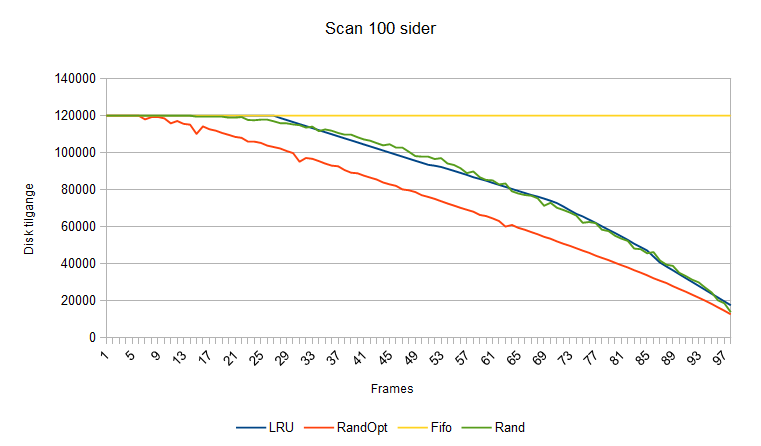 Scan 100 sider
140000
120000
100000
80000
60000
40000
20000
0
Disk tilgange
1 5 9 13 17 21 25 29 33 37 41 45 49 53 57 61 65 69 73 77 81 85 89 93 97
Frames
LRU RandOpt Fifo Rand